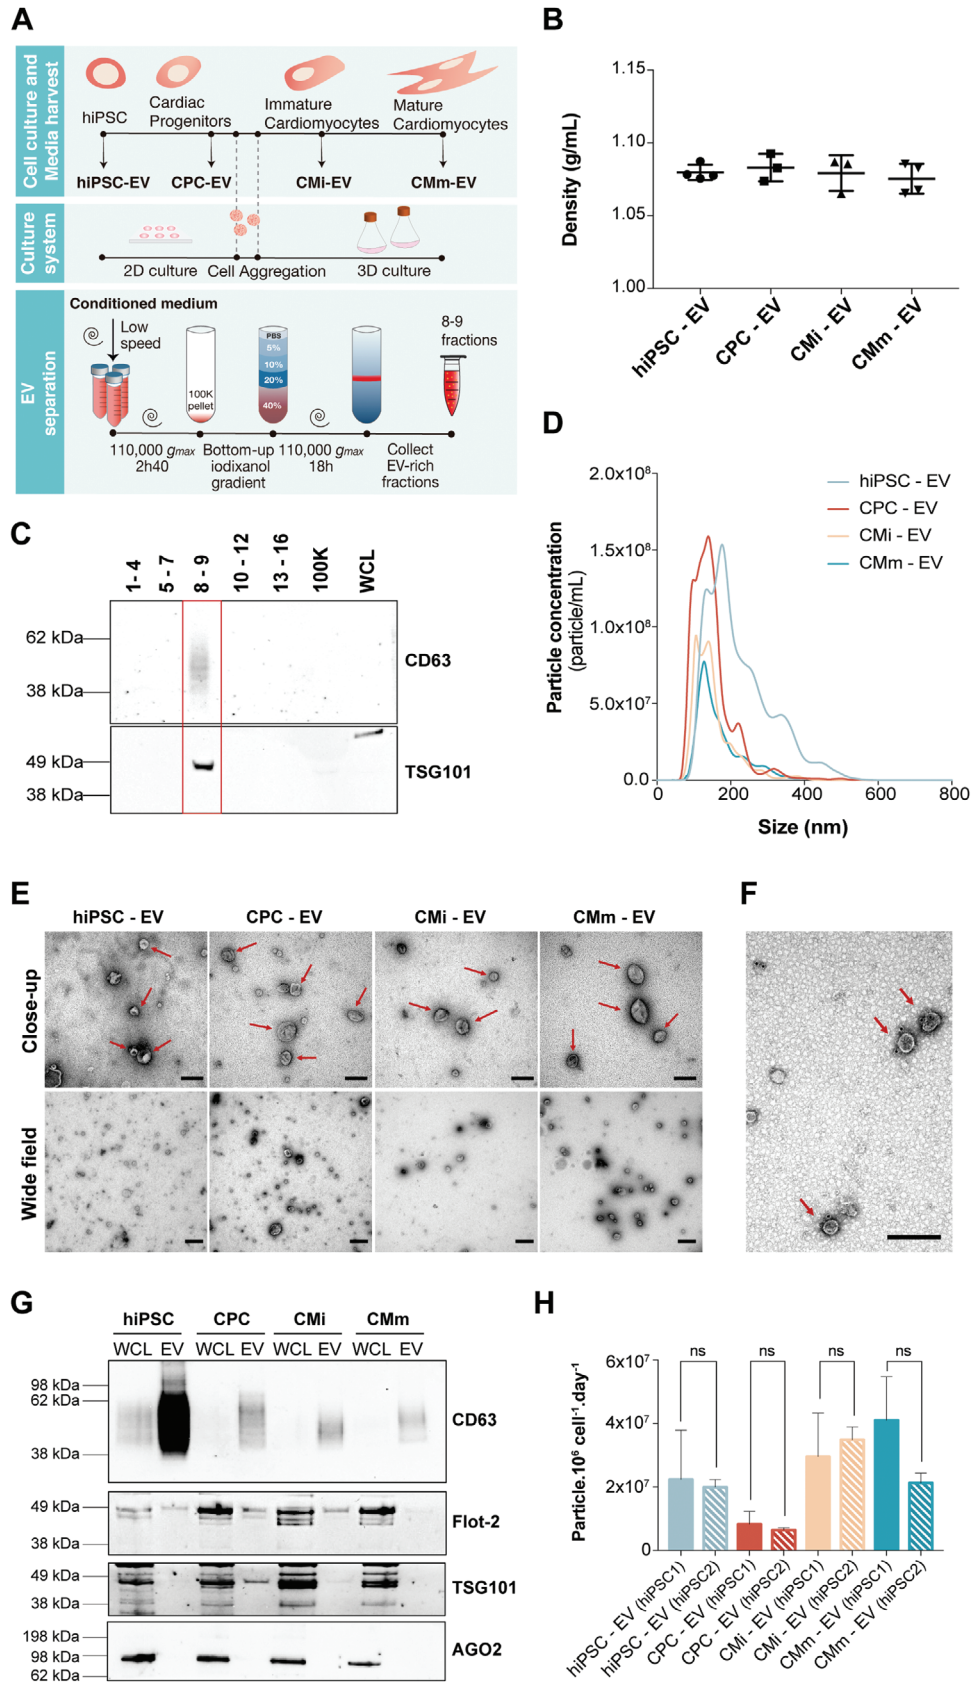 A
Cell culture and
Media harvest
hiPSC
Cardiac
Progenitors
Immature
Cardiomyocytes
Mature
Cardiomyocytes
hiPSC-EV
CPC-EV
CMi-EV
CMm-EV
Culture
system
2D culture
Cell Aggregation
3D culture
EV
separation
Conditioned medium
Low
speed
100K
pellet
PBS
5%
10%
20%
40%
8-9
fractions
110,000 gmax
2h40
Bottom-up
iodixanol
gradient
110,000 gmax
18h
Collect
EV-rich
fractions
B
Density (g/mL)
1.15
1.10
1.05
1.00
hiPSC - EV
CPC - EV
CMi - EV
CMm - EV
C
1 - 4
5 - 7
8 - 9
10 - 12
13 - 16
100K
WCL
62 kDa
38 kDa
CD63
49 kDa
38 kDa
TSG101
D
Particle concentration
(particle/mL)
2.0x10⁸
1.5x10⁸
1.0x10⁸
5.0x10⁷
0.0
0
200
400
600
800
Size (nm)
hiPSC - EV
CPC - EV
CMi - EV
CMm - EV
E
hiPSC - EV
CPC - EV
CMi - EV
CMm - EV
Close-up
Wide field
F
G
hiPSC
CPC
CMi
CMm
WCL EV WCL EV WCL EV WCL EV
98 kDa
62 kDa
38 kDa
CD63
49 kDa
38 kDa
Flot-2
49 kDa
38 kDa
TSG101
198 kDa
98 kDa
62 kDa
AGO2
H
Particle.10⁶ cell⁻¹.day⁻¹
6x10⁷
4x10⁷
2x10⁷
0
ns
ns
ns
ns
hiPSC - EV (hiPSC1)
hiPSC - EV (hiPSC2)
CPC - EV (hiPSC1)
CPC - EV (hiPSC2)
CMi - EV (hiPSC1)
CMi - EV (hiPSC2)
CMm - EV (hiPSC1)
CMm - EV (hiPSC2)